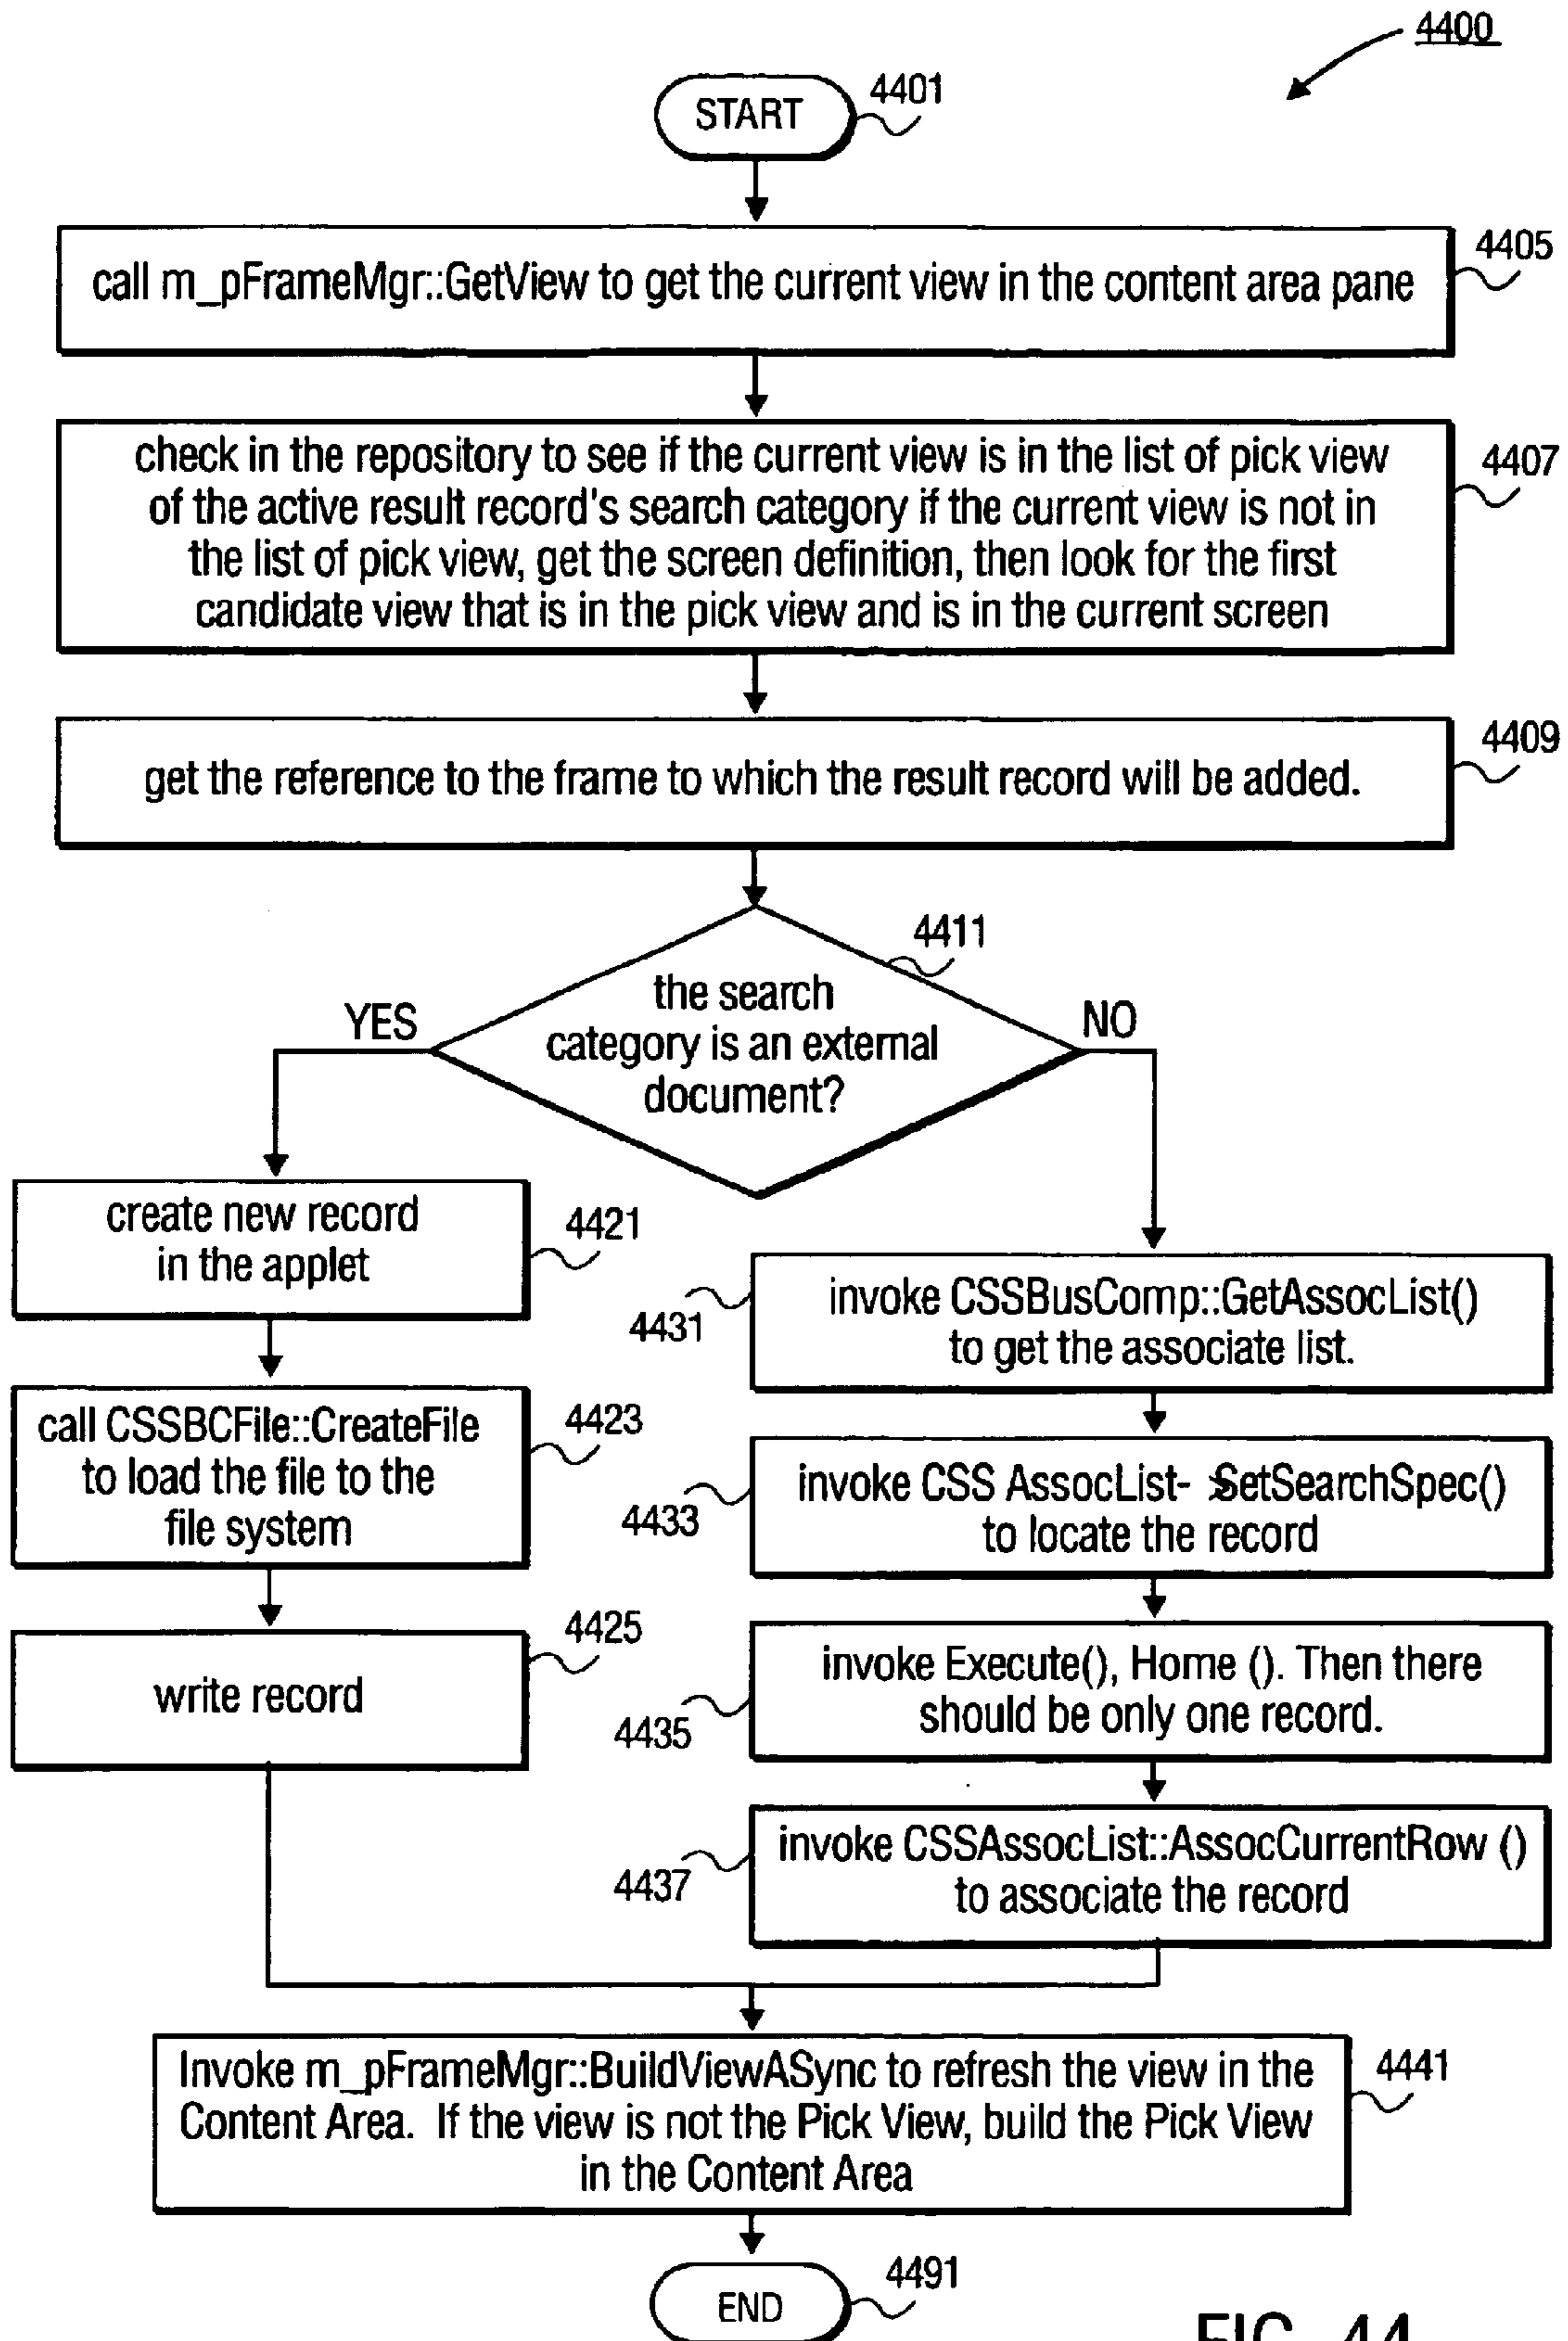 4400
START
4401
call m_pFrameMgr::GetView to get the current view in the content area pane
4405
check in the repository to see if the current view is in the list of pick view
of the active result record's search category if the current view is not in
the list of pick view, get the screen definition, then look for the first
candidate view that is in the pick view and is in the current screen
4407
get the reference to the frame to which the result record will be added.
4409
4411
the search
category is an external
document?
YES
NO
create new record
in the applet
4421
call CSSBCFile::CreateFile
to load the file to the
file system
4423
write record
4425
4431
invoke CSSBusComp::GetAssocList()
to get the associate list.
4433
invoke CSS AssocList- >SetSearchSpec()
to locate the record
4435
invoke Execute(), Home (). Then there
should be only one record.
4437
invoke CSSAssocList::AssocCurrentRow ()
to associate the record
Invoke m_pFrameMgr::BuildViewASync to refresh the view in the
Content Area. If the view is not the Pick View, build the Pick View
in the Content Area
4441
END
4491
FIG. 44